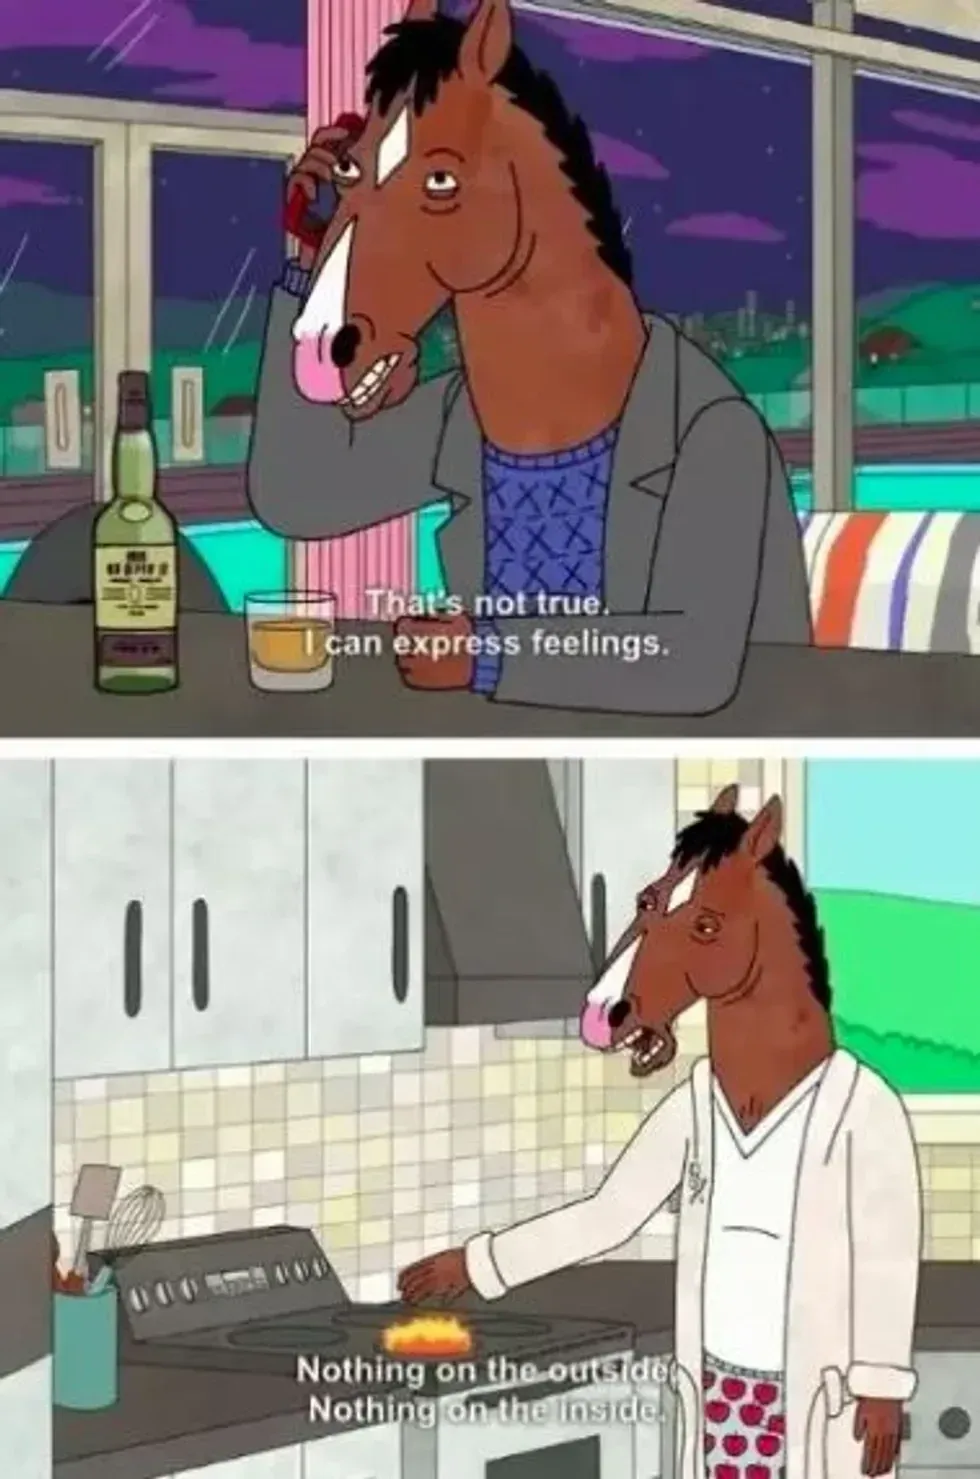 That's not true.
I can express feelings.
Nothing on the outside.
Nothing on the inside.